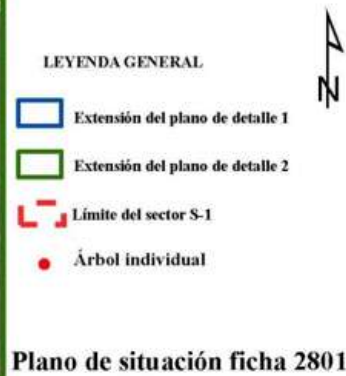 N
LEYENDA GENERAL
Extensión del plano de detalle 1
Extensión del plano de detalle 2
Límite del sector S-1
Árbol individual
Plano de situación ficha 2801